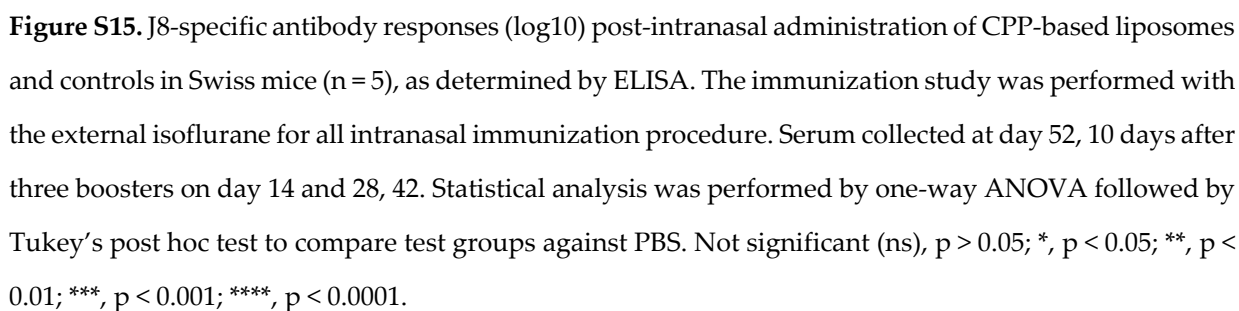 Figure S15. J8-specific antibody responses (log10) post-intranasal administration of CPP-based liposomes
and controls in Swiss mice (n = 5), as determined by ELISA. The immunization study was performed with
the external isoflurane for all intranasal immunization procedure. Serum collected at day 52, 10 days after
three boosters on day 14 and 28, 42. Statistical analysis was performed by one-way ANOVA followed by
Tukey’s post hoc test to compare test groups against PBS. Not significant (ns), p > 0.05; *, p < 0.05; **, p <
0.01; ***, p < 0.001; ****, p < 0.0001.